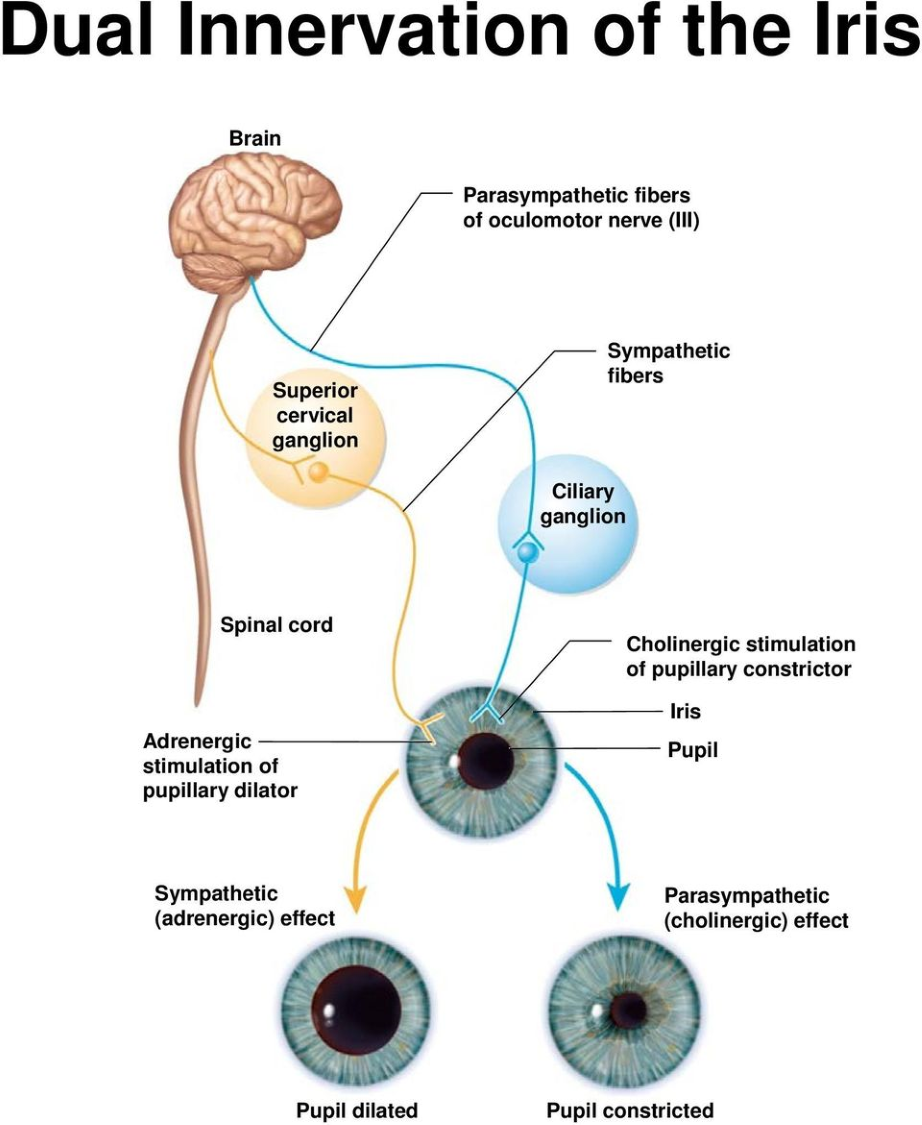 Dual Innervation of the Iris
Brain
Parasympathetic fibers
of oculomotor nerve (III)
Sympathetic
fibers
Superior
cervical
ganglion
Ciliary
ganglion
Spinal cord
Cholinergic stimulation
of pupillary constrictor
Iris
Pupil
Adrenergic
stimulation of
pupillary dilator
Sympathetic
(adrenergic) effect
Parasympathetic
(cholinergic) effect
Pupil dilated
Pupil constricted